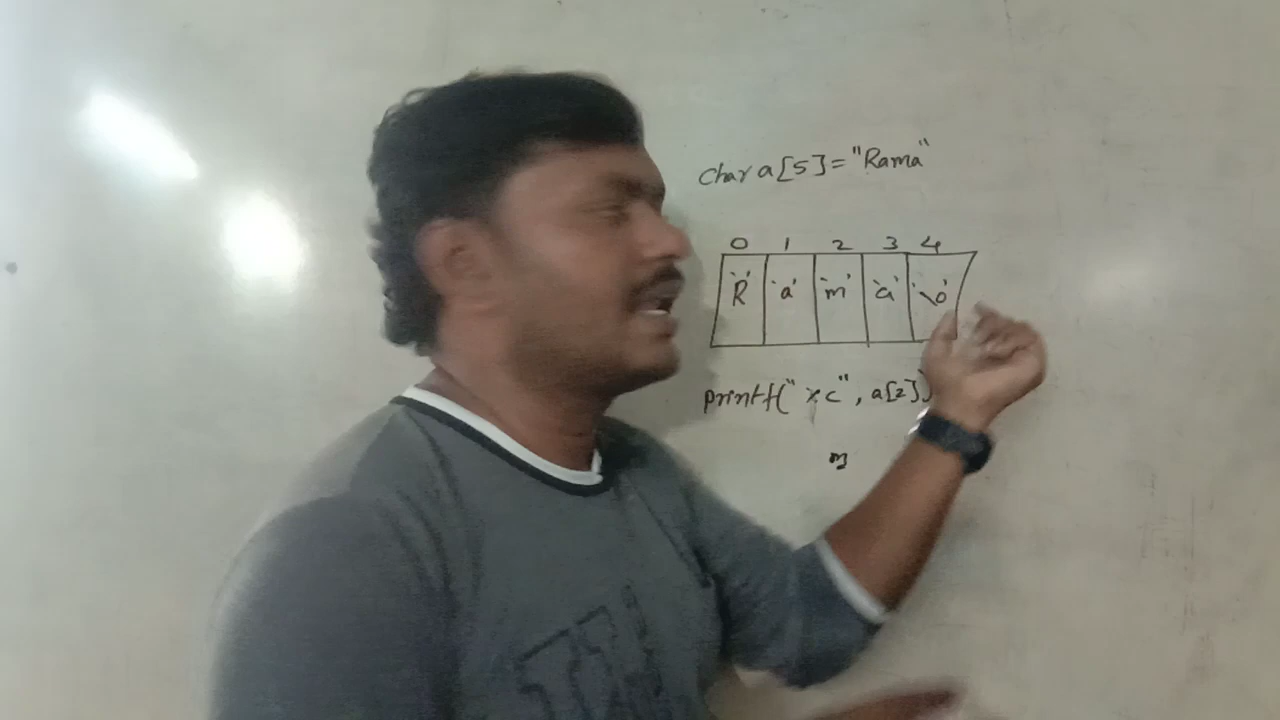 char a[5]="Rama"
0 1 2 3 4
'R' 'a' 'm' 'a' '\0'
printf("%c", a[2])
m